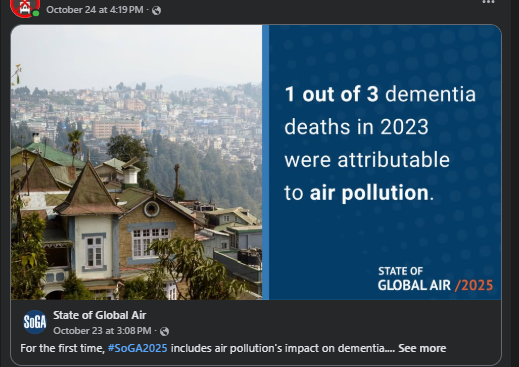 October 24 at 4:19 PM ·
1 out of 3 dementia
deaths in 2023
were attributable
to air pollution.
STATE OF
GLOBAL AIR /2025
SoGA
State of Global Air
October 23 at 3:08 PM ·
For the first time, #SoGA2025 includes air pollution's impact on dementia.... See more